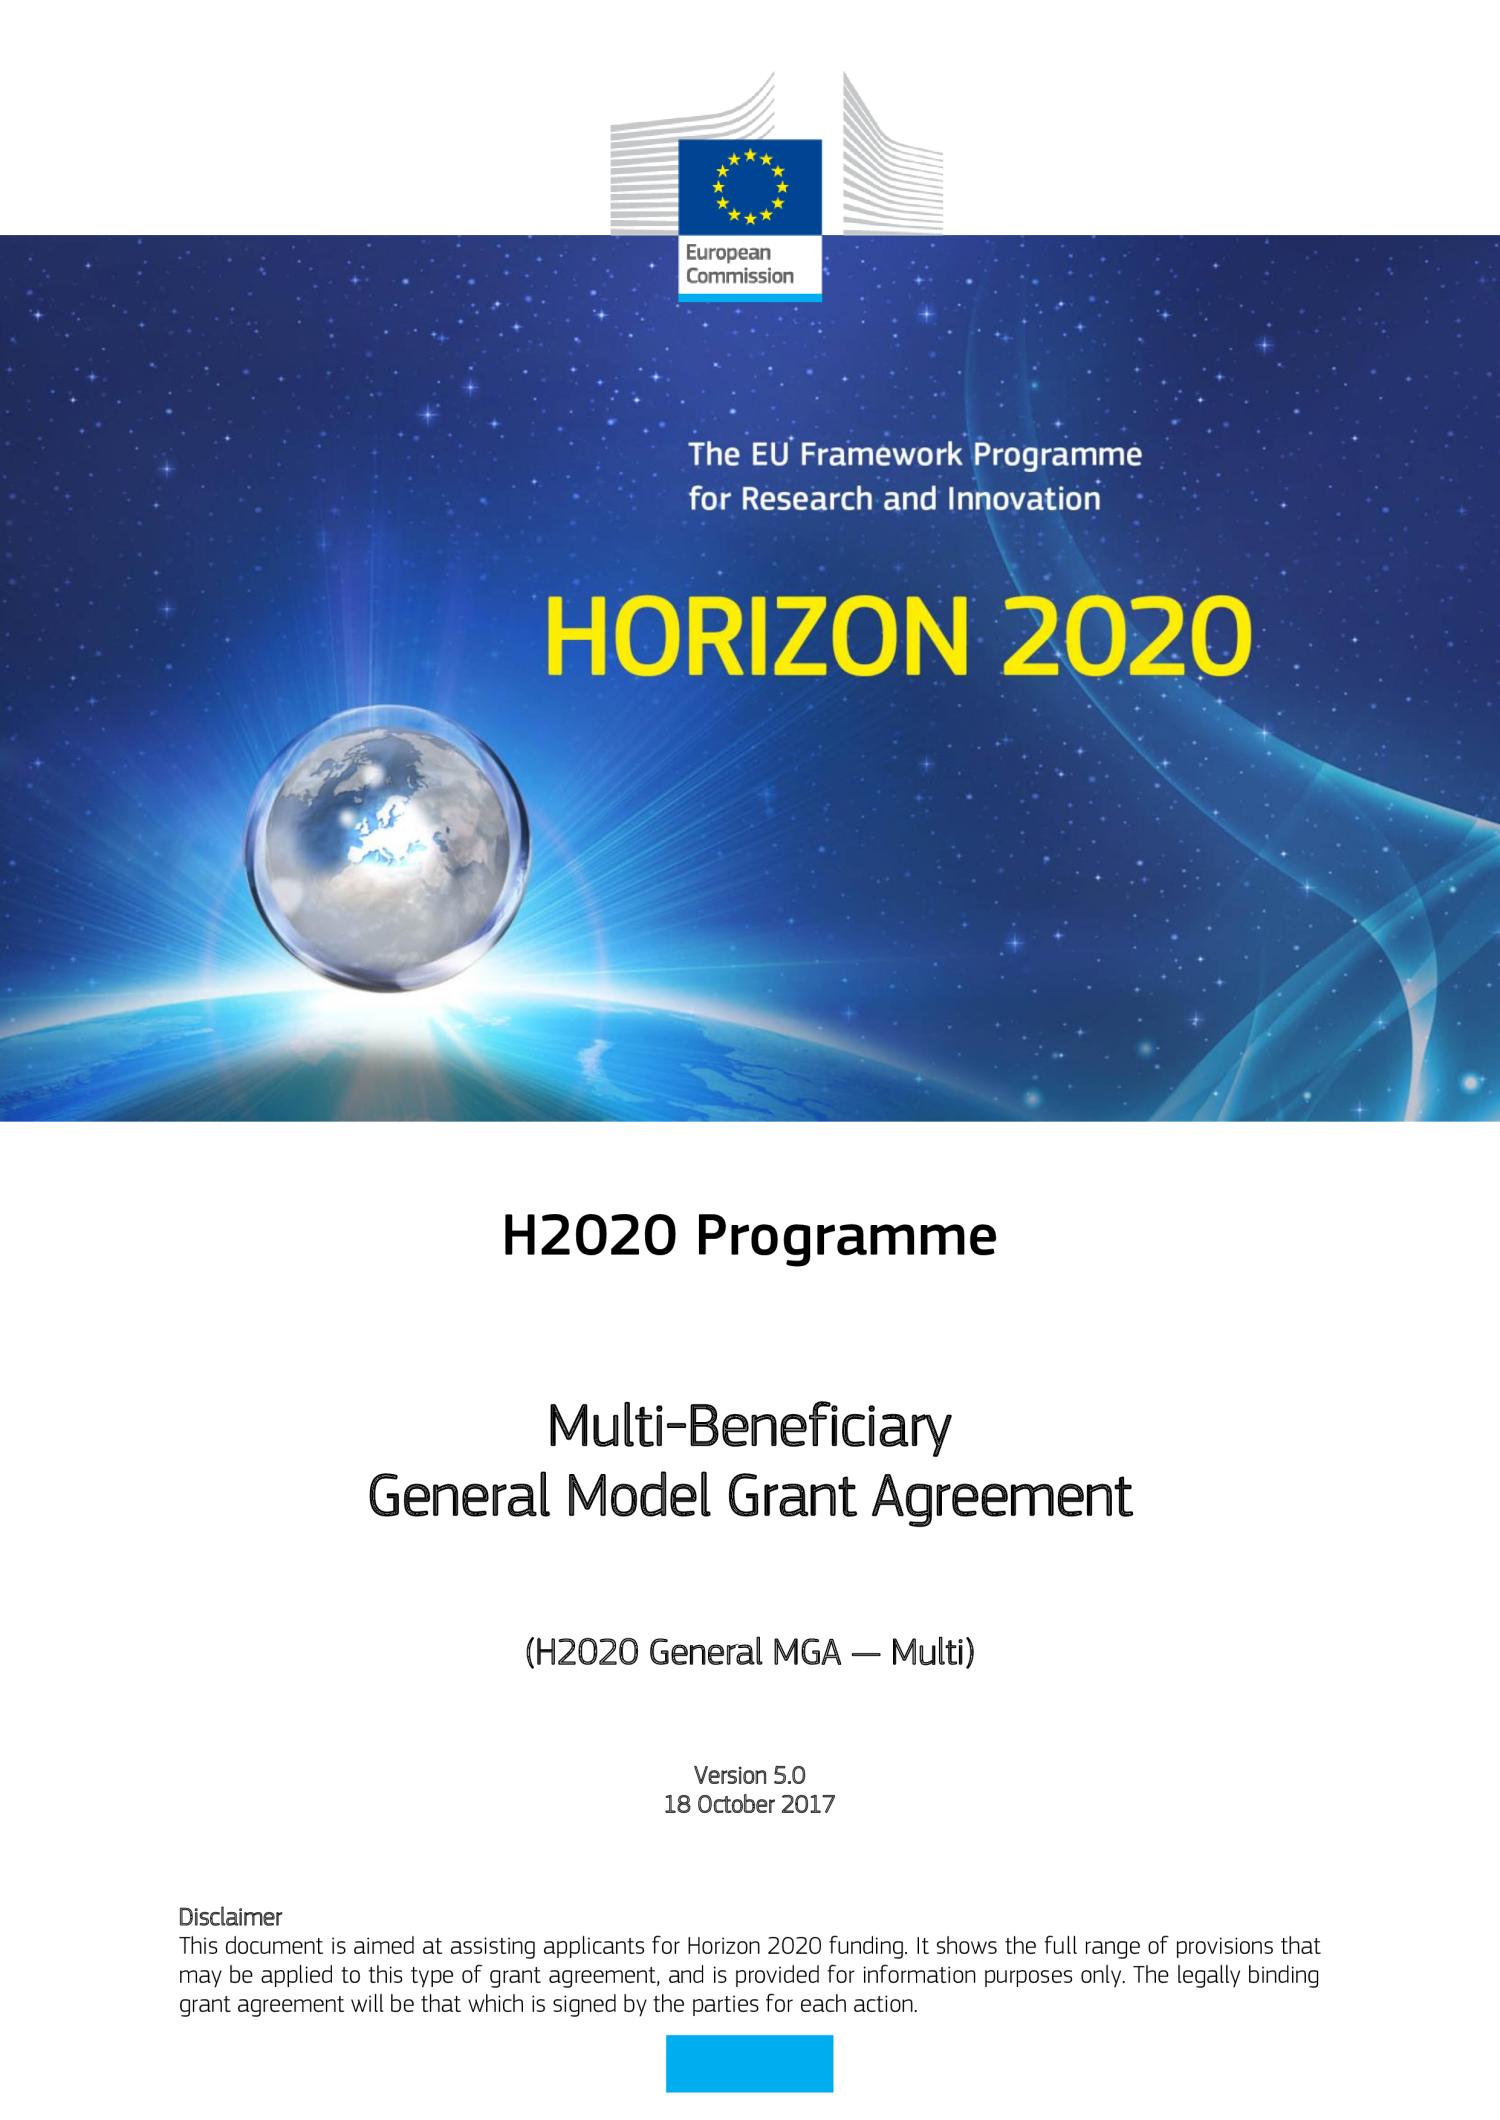 European
Commission
The EU Framework Programme
for Research and Innovation
HORIZON 2020
H2020 Programme
Multi-Beneficiary
General Model Grant Agreement
(H2020 General MGA — Multi)
Version 5.0
18 October 2017
Disclaimer
This document is aimed at assisting applicants for Horizon 2020 funding. It shows the full range of provisions that
may be applied to this type of grant agreement, and is provided for information purposes only. The legally binding
grant agreement will be that which is signed by the parties for each action.